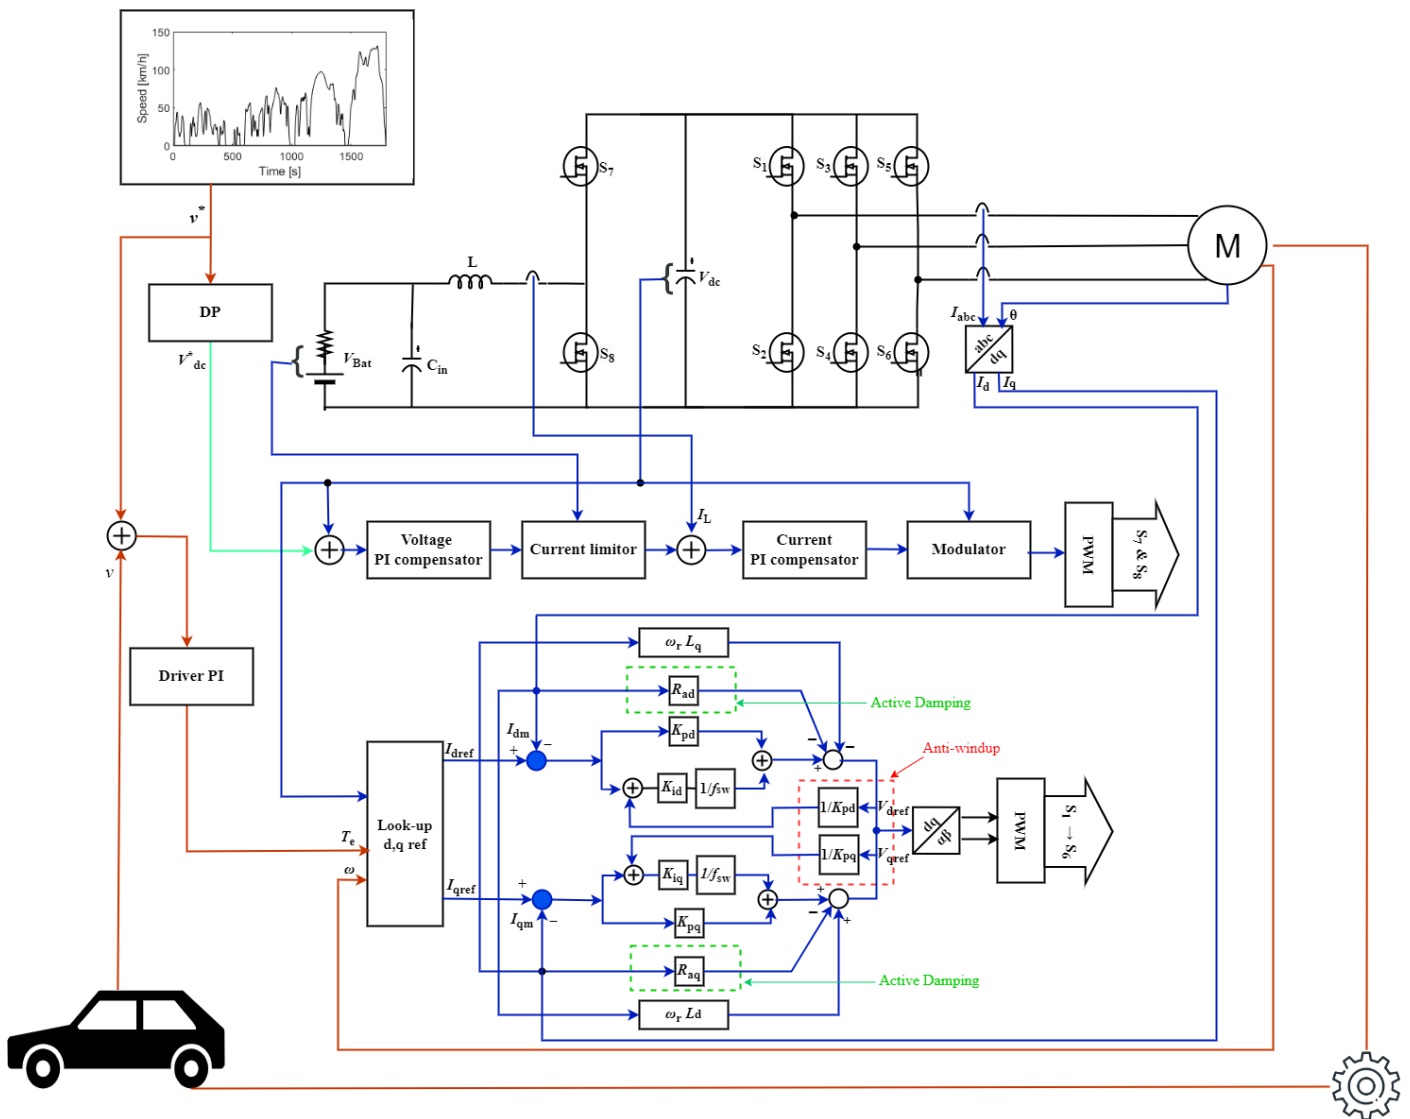 150
100
50
0
Speed [km/h]
0 500 1000 1500
Time [s]
v*
DP
V*dc
L
VBat
Cin
S7
S8
Vdc
S1 S3 S5
S2 S4 S6
M
Iabc θ
abc
dq
Id Iq
IL
Voltage
PI compensator
Current limitor
Current
PI compensator
Modulator
PWM
S7 & S8
v
Driver PI
ωr Lq
Rad
Active Damping
Idm
+ −
Idref
Kpd
− −
+
Anti-windup
Kid 1/fsw
1/Kpd Vdref
Look-up
d,q ref
Te
ω
1/Kpq Vqref
dq
αβ
PWM
S1 → S6
Iqref
+
Iqm −
Kiq 1/fsw
Kpq
+
− +
Raq
Active Damping
ωr Ld